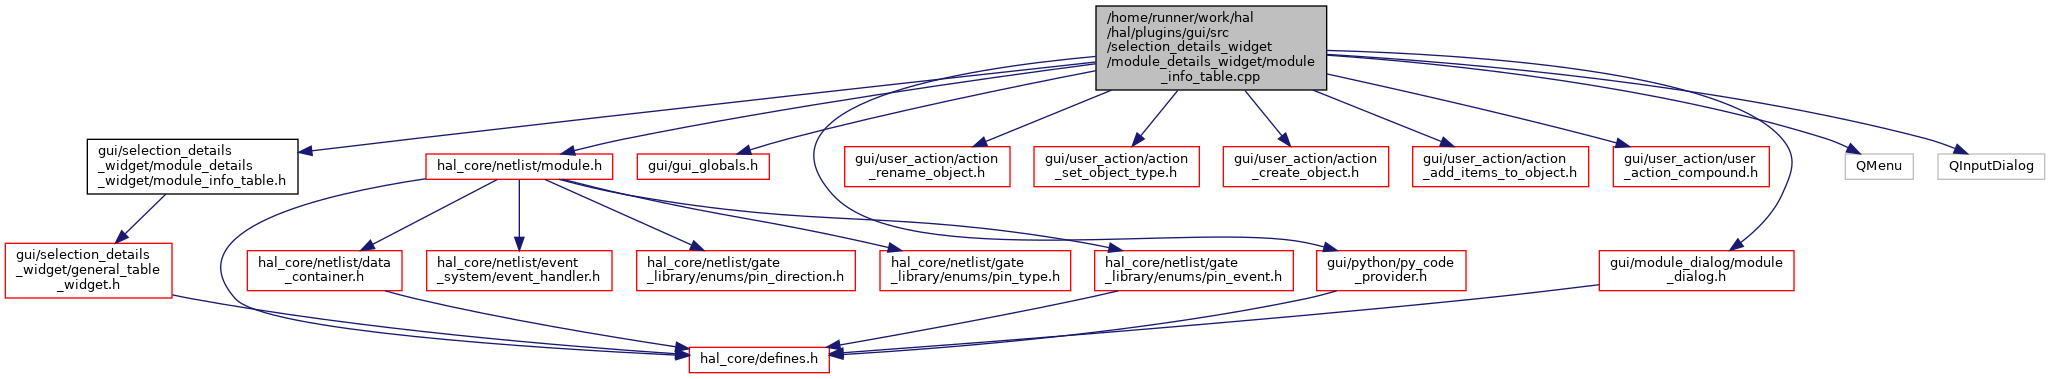 /home/runner/work/hal
/hal/plugins/gui/src
/selection_details_widget
/module_details_widget/module
_info_table.cpp
gui/selection_details
_widget/module_details
_widget/module_info_table.h
hal_core/netlist/module.h
gui/gui_globals.h
gui/user_action/action
_rename_object.h
gui/user_action/action
_set_object_type.h
gui/user_action/action
_create_object.h
gui/user_action/action
_add_items_to_object.h
gui/user_action/user
_action_compound.h
QMenu
QInputDialog
gui/selection_details
_widget/general_table
_widget.h
hal_core/netlist/data
_container.h
hal_core/netlist/event
_system/event_handler.h
hal_core/netlist/gate
_library/enums/pin_direction.h
hal_core/netlist/gate
_library/enums/pin_type.h
hal_core/netlist/gate
_library/enums/pin_event.h
gui/python/py_code
_provider.h
gui/module_dialog/module
_dialog.h
hal_core/defines.h